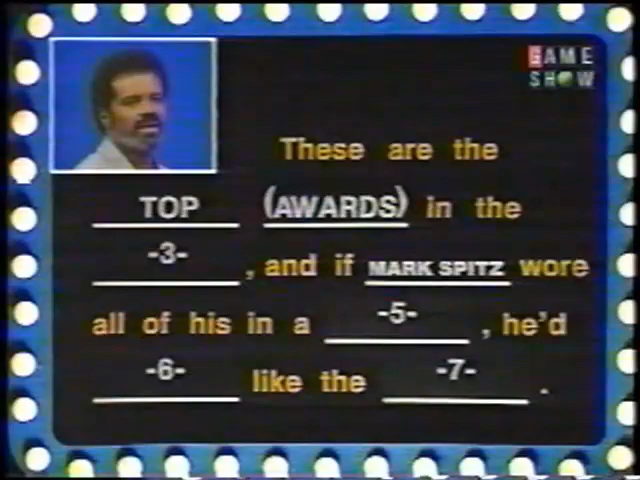 GAME
SHOW
These are the
TOP (AWARDS) in the
-3- , and if MARK SPITZ wore
all of his in a -5- , he'd
-6- like the -7- .